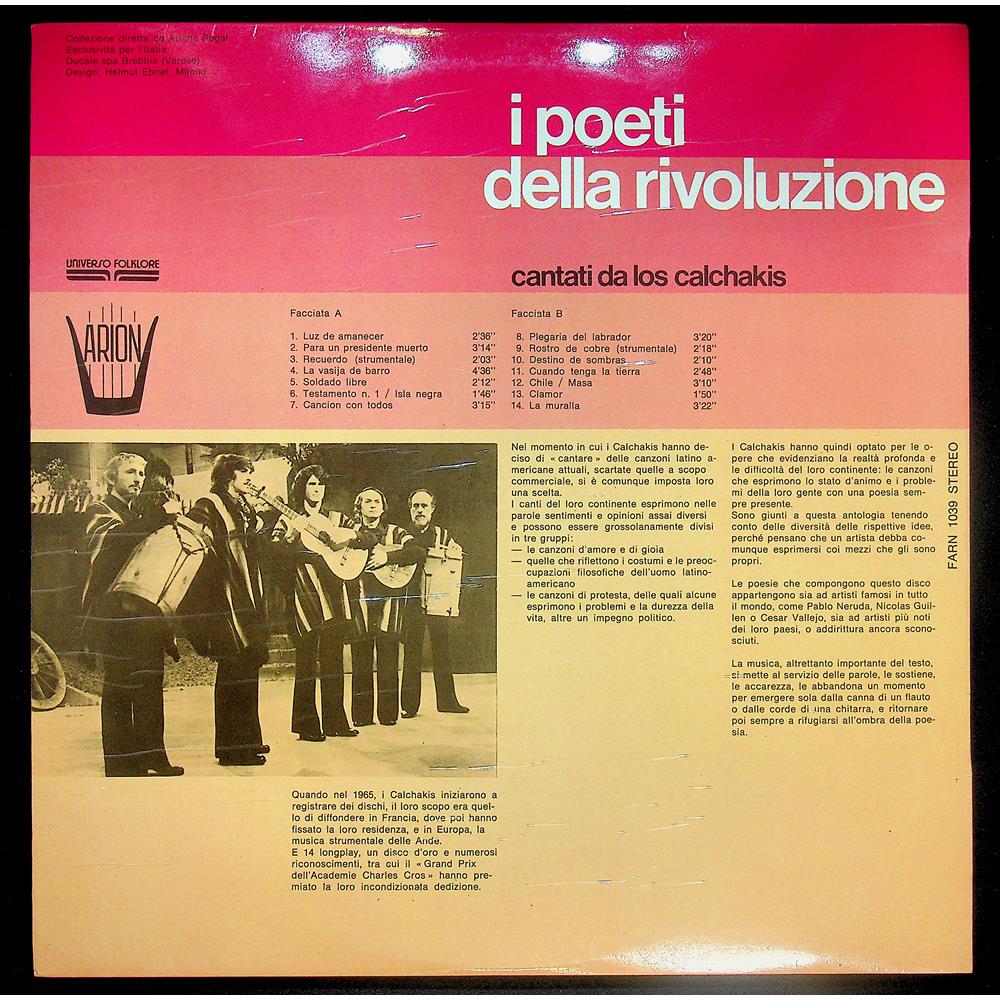 Collezione diretta da Ariane Segal
Esclusività per l'Italia:
Ducale spa Brebbia (Varese)
Design: Helmut Ebnet, Milano
i poeti
della rivoluzione
UNIVERSO FOLKLORE
cantati da los calchakis
ARION
Facciata A
1. Luz de amanecer 2'36''
2. Para un presidente muerto 3'14''
3. Recuerdo (strumentale) 2'03''
4. La vasija de barro 4'36''
5. Soldado libre 2'12''
6. Testamento n. 1 / Isla negra 1'46''
7. Cancion con todos 3'15''
Facciata B
8. Plegaria del labrador 3'20''
9. Rostro de cobre (strumentale) 2'18''
10. Destino de sombras 2'10''
11. Cuando tenga la tierra 2'48''
12. Chile / Masa 3'10''
13. Clamor 1'50''
14. La muralla 3'22''
Quando nel 1965, i Calchakis iniziarono a
registrare dei dischi, il loro scopo era quel-
lo di diffondere in Francia, dove poi hanno
fissato la loro residenza, e in Europa, la
musica strumentale delle Ande.
E 14 longplay, un disco d'oro e numerosi
riconoscimenti, tra cui il «Grand Prix
dell'Academie Charles Cros» hanno pre-
miato la loro incondizionata dedizione.
Nel momento in cui i Calchakis hanno de-
ciso di «cantare» delle canzoni latino a-
mericane attuali, scartate quelle a scopo
commerciale, si è comunque imposta loro
una scelta.
I canti del loro continente esprimono nelle
parole sentimenti e opinioni assai diversi
e possono essere grossolanamente divisi
in tre gruppi:
— le canzoni d'amore e di gioia
— quelle che riflettono i costumi e le preoc-
cupazioni filosofiche dell'uomo latino-
americano
— le canzoni di protesta, delle quali alcune
esprimono i problemi e la durezza della
vita, altre un impegno politico.
I Calchakis hanno quindi optato per le o-
pere che evidenziano la realtà profonda e
le difficoltà del loro continente: le canzoni
che esprimono lo stato d'animo e i proble-
mi della loro gente con una poesia sem-
pre presente.
Sono giunti a questa antologia tenendo
conto delle diversità delle rispettive idee,
perché pensano che un artista debba co-
munque esprimersi coi mezzi che gli sono
propri.
Le poesie che compongono questo disco
appartengono sia ad artisti famosi in tutto
il mondo, come Pablo Neruda, Nicolas Guil-
len o Cesar Vallejo, sia ad artisti più noti
dei loro paesi, o addirittura ancora scono-
sciuti.
La musica, altrettanto importante del testo,
si mette al servizio delle parole, le sostiene,
le accarezza, le abbandona un momento
per emergere sola dalla canna di un flauto
o dalle corde di una chitarra, e ritornare
poi sempre a rifugiarsi all'ombra della poe-
sia.
FARN 1039 STEREO